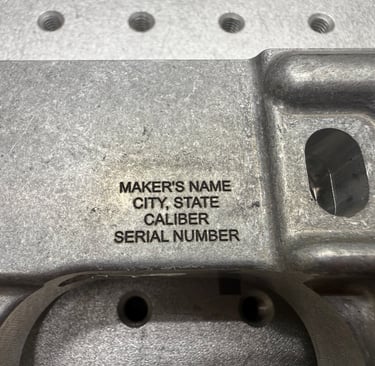 MAKER'S NAME
CITY, STATE
CALIBER
SERIAL NUMBER